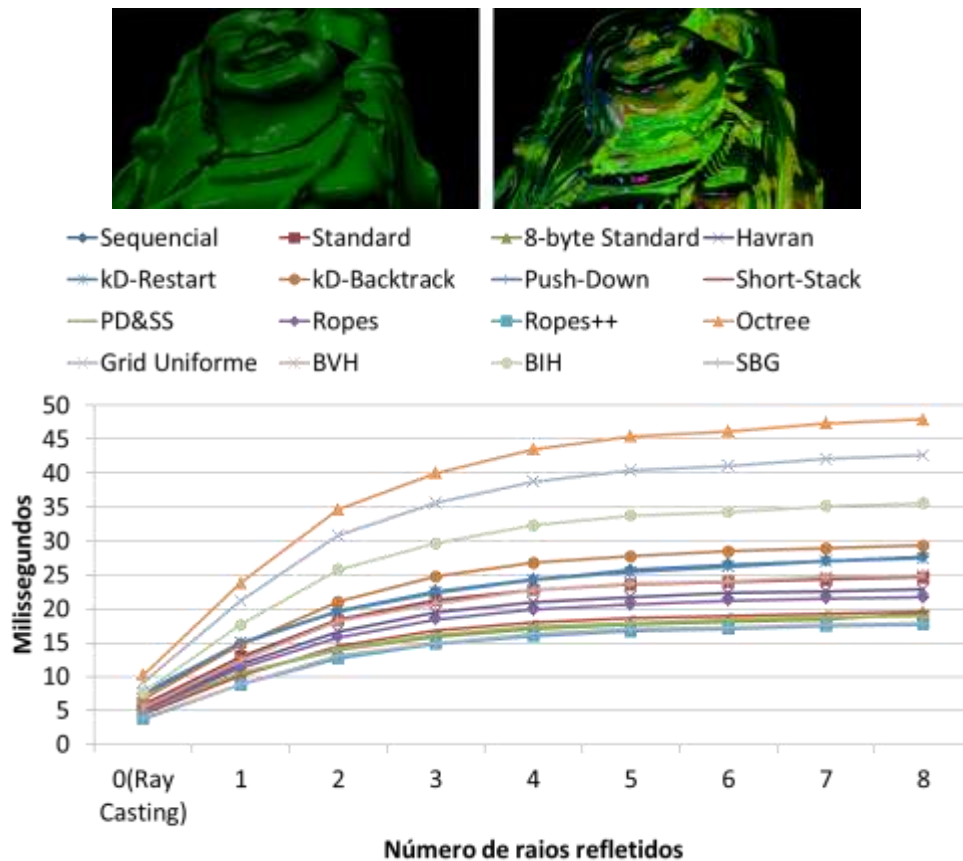 Sequencial Standard 8-byte Standard Havran
kD-Restart kD-Backtrack Push-Down Short-Stack
PD&SS Ropes Ropes++ Octree
Grid Uniforme BVH BIH SBG
Milissegundos
50
45
40
35
30
25
20
15
10
5
0
0(Ray Casting) 1 2 3 4 5 6 7 8
Número de raios refletidos